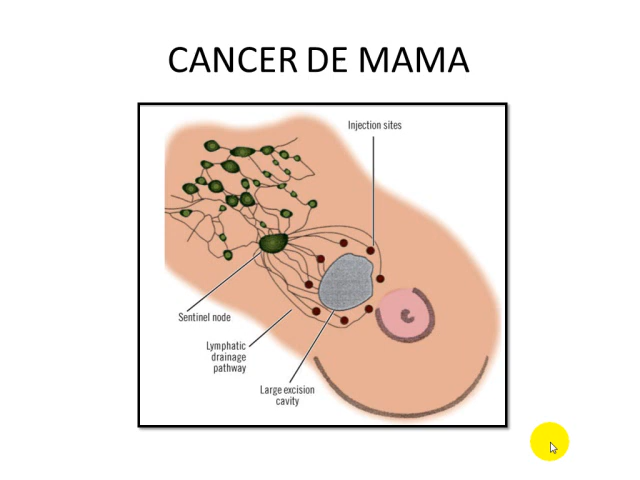 CANCER DE MAMA
Injection sites
Sentinel node
Lymphatic
drainage
pathway
Large excision
cavity